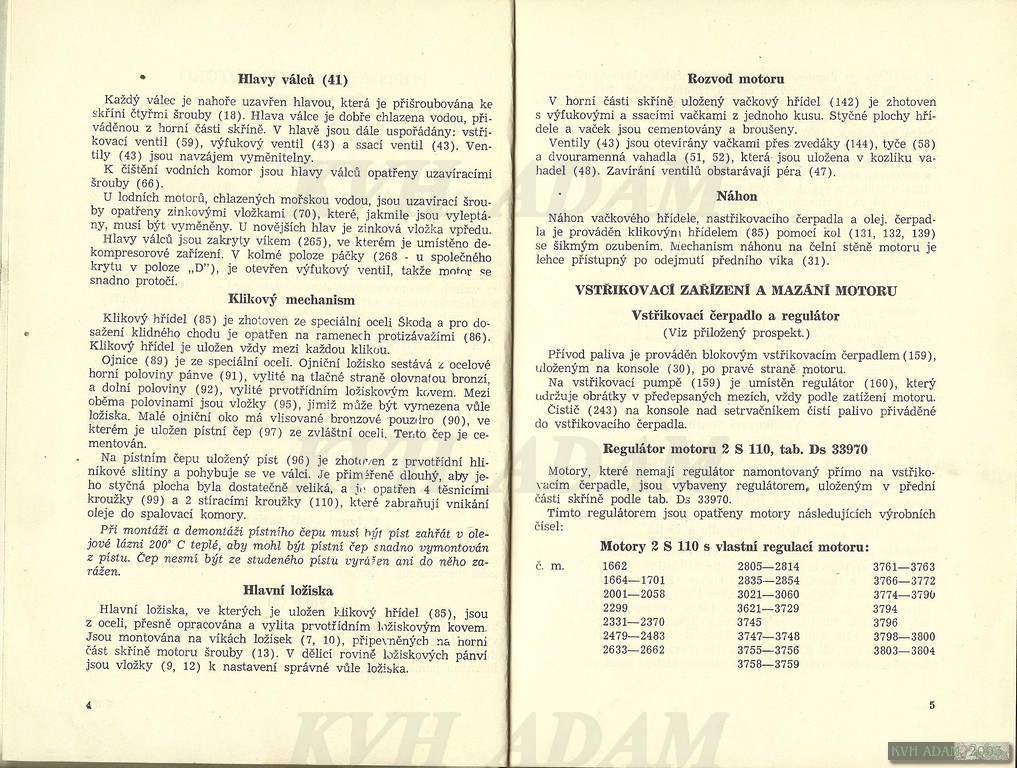 Hlavy válců (41)
Každý válec je nahoře uzavřen hlavou, která je přišroubována ke
skříni čtyřmi šrouby (18). Hlava válce je dobře chlazena vodou, při-
váděnou z horní části skříně. V hlavě jsou dále uspořádány: vstři-
kovací ventil (59), výfukový ventil (43) a ssací ventil (43). Ven-
tily (43) jsou navzájem vyměnitelny.
K čištění vodních komor jsou hlavy válců opatřeny uzavíracími
šrouby (66).
U lodních motorů, chlazených mořskou vodou, jsou uzavírací šrou-
by opatřeny zinkovými vložkami (70), které, jakmile jsou vyleptá-
ny, musí být vyměněny. U novějších hlav je zinková vložka vpředu.
Hlavy válců jsou zakryty víkem (265), ve kterém je umístěno de-
kompresorové zařízení. V kolmé poloze páčky (268 - u společného
krytu v poloze „D"), je otevřen výfukový ventil, takže motor se
snadno protočí.
Klikový mechanism
Klikový hřídel (85) je zhotoven ze speciální oceli Škoda a pro do-
sažení klidného chodu je opatřen na ramenech protizávažími (86).
Klikový hřídel je uložen vždy mezi každou klikou.
Ojnice (89) je ze speciální oceli. Ojniční ložisko sestává z ocelové
horní poloviny pánve (91), vylité na tlačné straně olovnatou bronzí,
a dolní poloviny (92), vylité prvotřídním ložiskovým kovem. Mezi
oběma polovinami jsou vložky (95), jimiž může být vymezena vůle
ložiska. Malé ojniční oko má vlisované bronzové pouzdro (90), ve
kterém je uložen pístní čep (97) ze zvláštní oceli. Tento čep je ce-
mentován.
Na pístním čepu uložený píst (96) je zhotoven z prvotřídní hli-
níkové slitiny a pohybuje se ve válci. Je přiměřeně dlouhý, aby je-
ho styčná plocha byla dostatečně veliká, a je opatřen 4 těsnícími
kroužky (99) a 2 stíracími kroužky (110), které zabraňují vnikání
oleje do spalovací komory.
Při montáži a demontáži pístního čepu musí být píst zahřát v ole-
jové lázni 200° C teplé, aby mohl být pístní čep snadno vymontován
z pístu. Čep nesmí být ze studeného pístu vyrážen ani do něho za-
rážen.
Hlavní ložiska
Hlavní ložiska, ve kterých je uložen klikový hřídel (85), jsou
z oceli, přesně opracována a vylita prvotřídním ložiskovým kovem.
Jsou montována na víkách ložisek (7, 10), připevněných na horní
část skříně motoru šrouby (13). V dělící rovině ložiskových pánví
jsou vložky (9, 12) k nastavení správné vůle ložiska.
4
Rozvod motoru
V horní části skříně uložený vačkový hřídel (142) je zhotoven
s výfukovými a ssacími vačkami z jednoho kusu. Styčné plochy hří-
dele a vaček jsou cementovány a broušeny.
Ventily (43) jsou otevírány vačkami přes zvedáky (144), tyče (58)
a dvouramenná vahadla (51, 52), která jsou uložena v kozlíku va-
hadel (48). Zavírání ventilů obstarávají péra (47).
Náhon
Náhon vačkového hřídele, nastřikovacího čerpadla a olej. čerpad-
la je prováděn klikovým hřídelem (85) pomocí kol (131, 132, 139)
se šikmým ozubením. Mechanism náhonu na čelní stěně motoru je
lehce přístupný po odejmutí předního víka (31).
VSTŘIKOVACÍ ZAŘÍZENÍ A MAZÁNÍ MOTORU
Vstřikovací čerpadlo a regulátor
(Viz přiložený prospekt.)
Přívod paliva je prováděn blokovým vstřikovacím čerpadlem (159),
uloženým na konsole (30), po pravé straně motoru.
Na vstřikovací pumpě (159) je umístěn regulátor (160), který
udržuje obrátky v předepsaných mezích, vždy podle zatížení motoru.
Čistič (243) na konsole nad setrvačníkem čistí palivo přiváděné
do vstřikovacího čerpadla.
Regulátor motoru 2 S 110, tab. Ds 33970
Motory, které nemají regulátor namontovaný přímo na vstřiko-
vacím čerpadle, jsou vybaveny regulátorem, uloženým v přední
části skříně podle tab. Ds 33970.
Tímto regulátorem jsou opatřeny motory následujících výrobních
čísel:
Motory 2 S 110 s vlastní regulací motoru:
č. m. 1662 2805—2814 3761—3763
1664—1701 2835—2854 3766—3772
2001—2058 3021—3060 3774—3790
2299 3621—3729 3794
2331—2370 3745 3796
2479—2483 3747—3748 3798—3800
2633—2662 3755—3756 3803—3804
3758—3759
5
KVH ADAM
KVH ADAM
KVH ADAM
KVH ADAM 2003